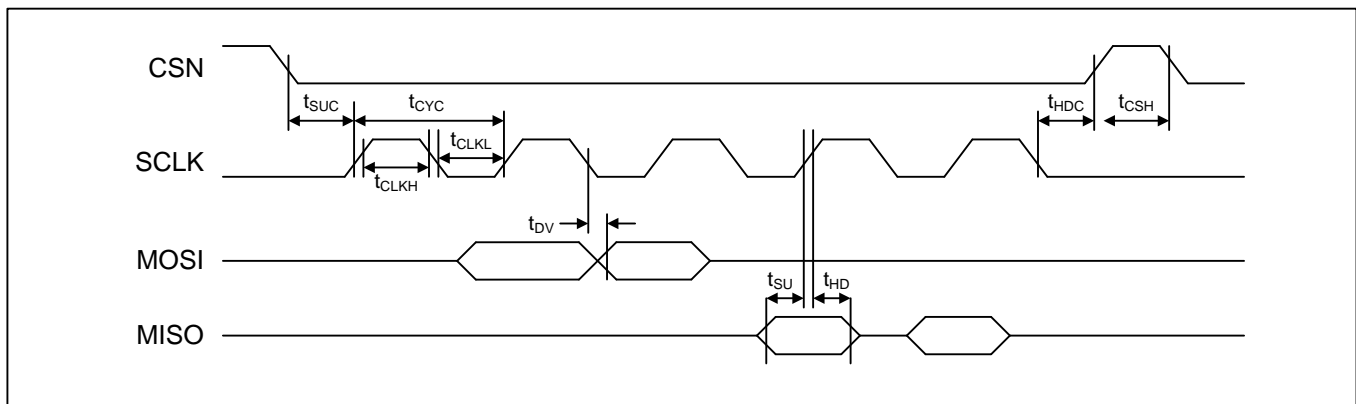 CSN
tSUC
tCYC
tHDC
tCSH
SCLK
tCLKH
tCLKL
tDV
MOSI
tSU
tHD
MISO